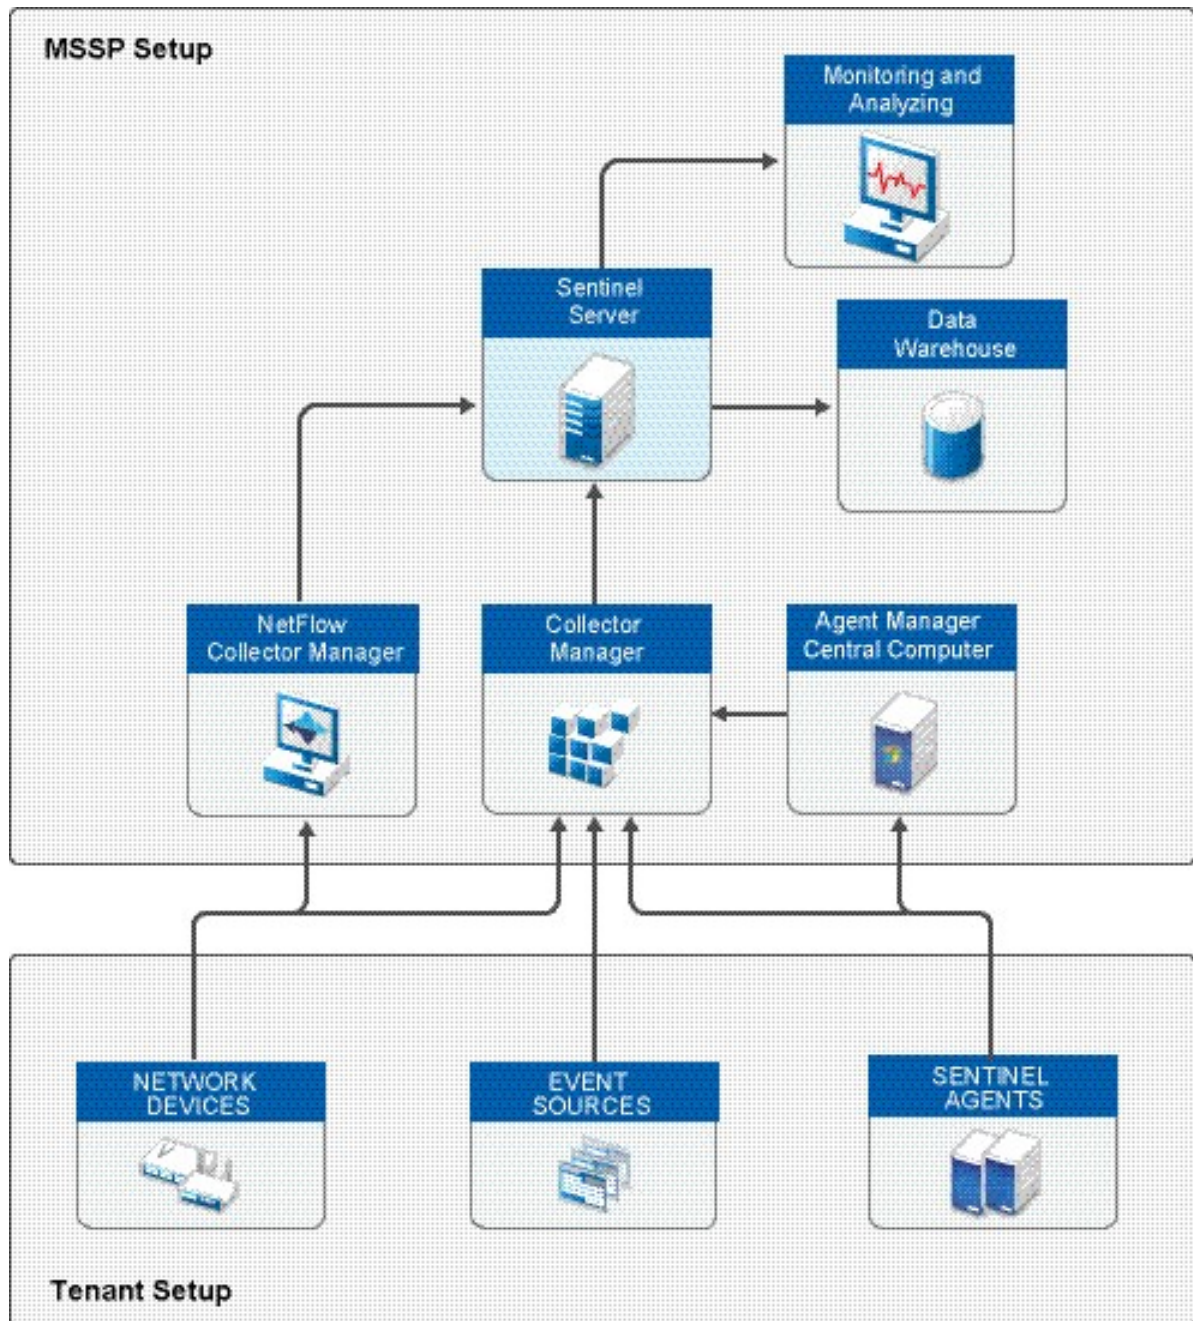 MSSP Setup
Monitoring and
Analyzing
Sentinel
Server
Data
Warehouse
NetFlow
Collector Manager
Collector
Manager
Agent Manager
Central Computer
NETWORK
DEVICES
EVENT
SOURCES
SENTINEL
AGENTS
Tenant Setup